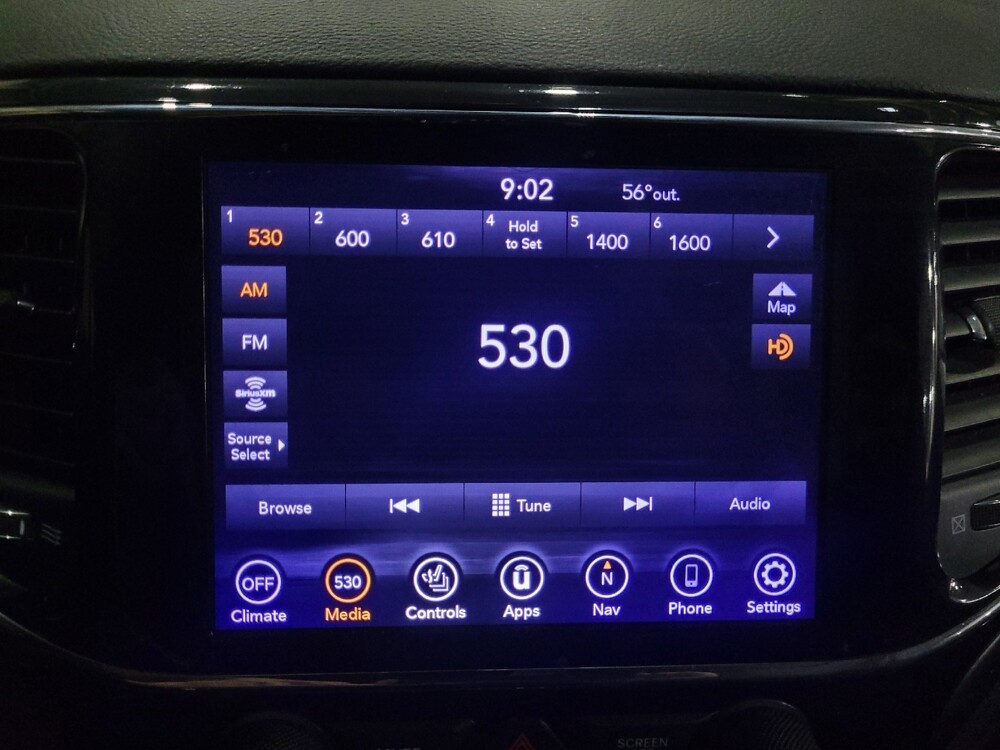 9:02 56°out.
1 530 2 600 3 610 4 Hold to Set 5 1400 6 1600
AM
FM
SiriusXM
Source
Select
530
Map
HD
Browse Tune Audio
OFF 530 N
Climate Media Controls Apps Nav Phone Settings
SCREEN